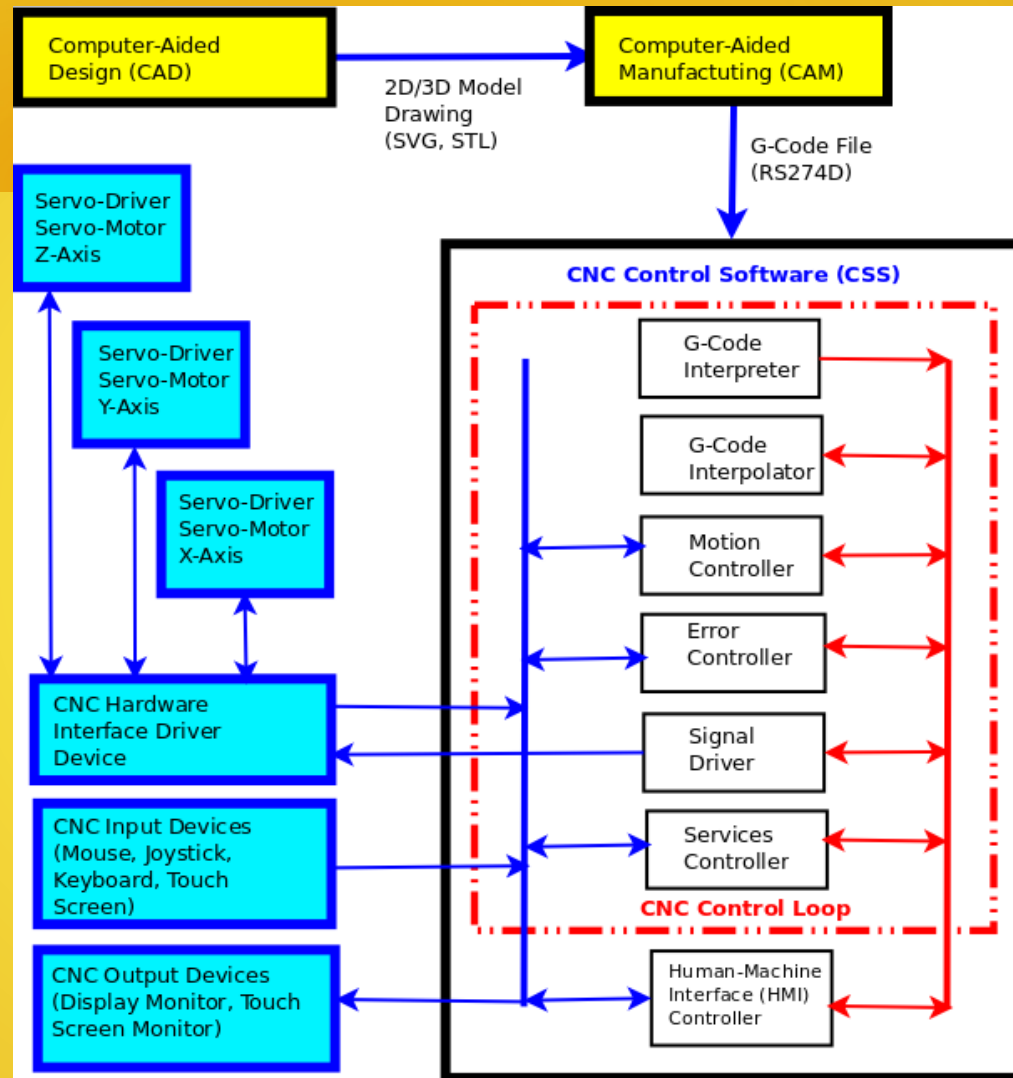 Computer-Aided
Design (CAD)
2D/3D Model
Drawing
(SVG, STL)
Computer-Aided
Manufactuting (CAM)
G-Code File
(RS274D)
Servo-Driver
Servo-Motor
Z-Axis
Servo-Driver
Servo-Motor
Y-Axis
Servo-Driver
Servo-Motor
X-Axis
CNC Hardware
Interface Driver
Device
CNC Input Devices
(Mouse, Joystick,
Keyboard, Touch
Screen)
CNC Output Devices
(Display Monitor, Touch
Screen Monitor)
CNC Control Software (CSS)
G-Code
Interpreter
G-Code
Interpolator
Motion
Controller
Error
Controller
Signal
Driver
Services
Controller
CNC Control Loop
Human-Machine
Interface (HMI)
Controller